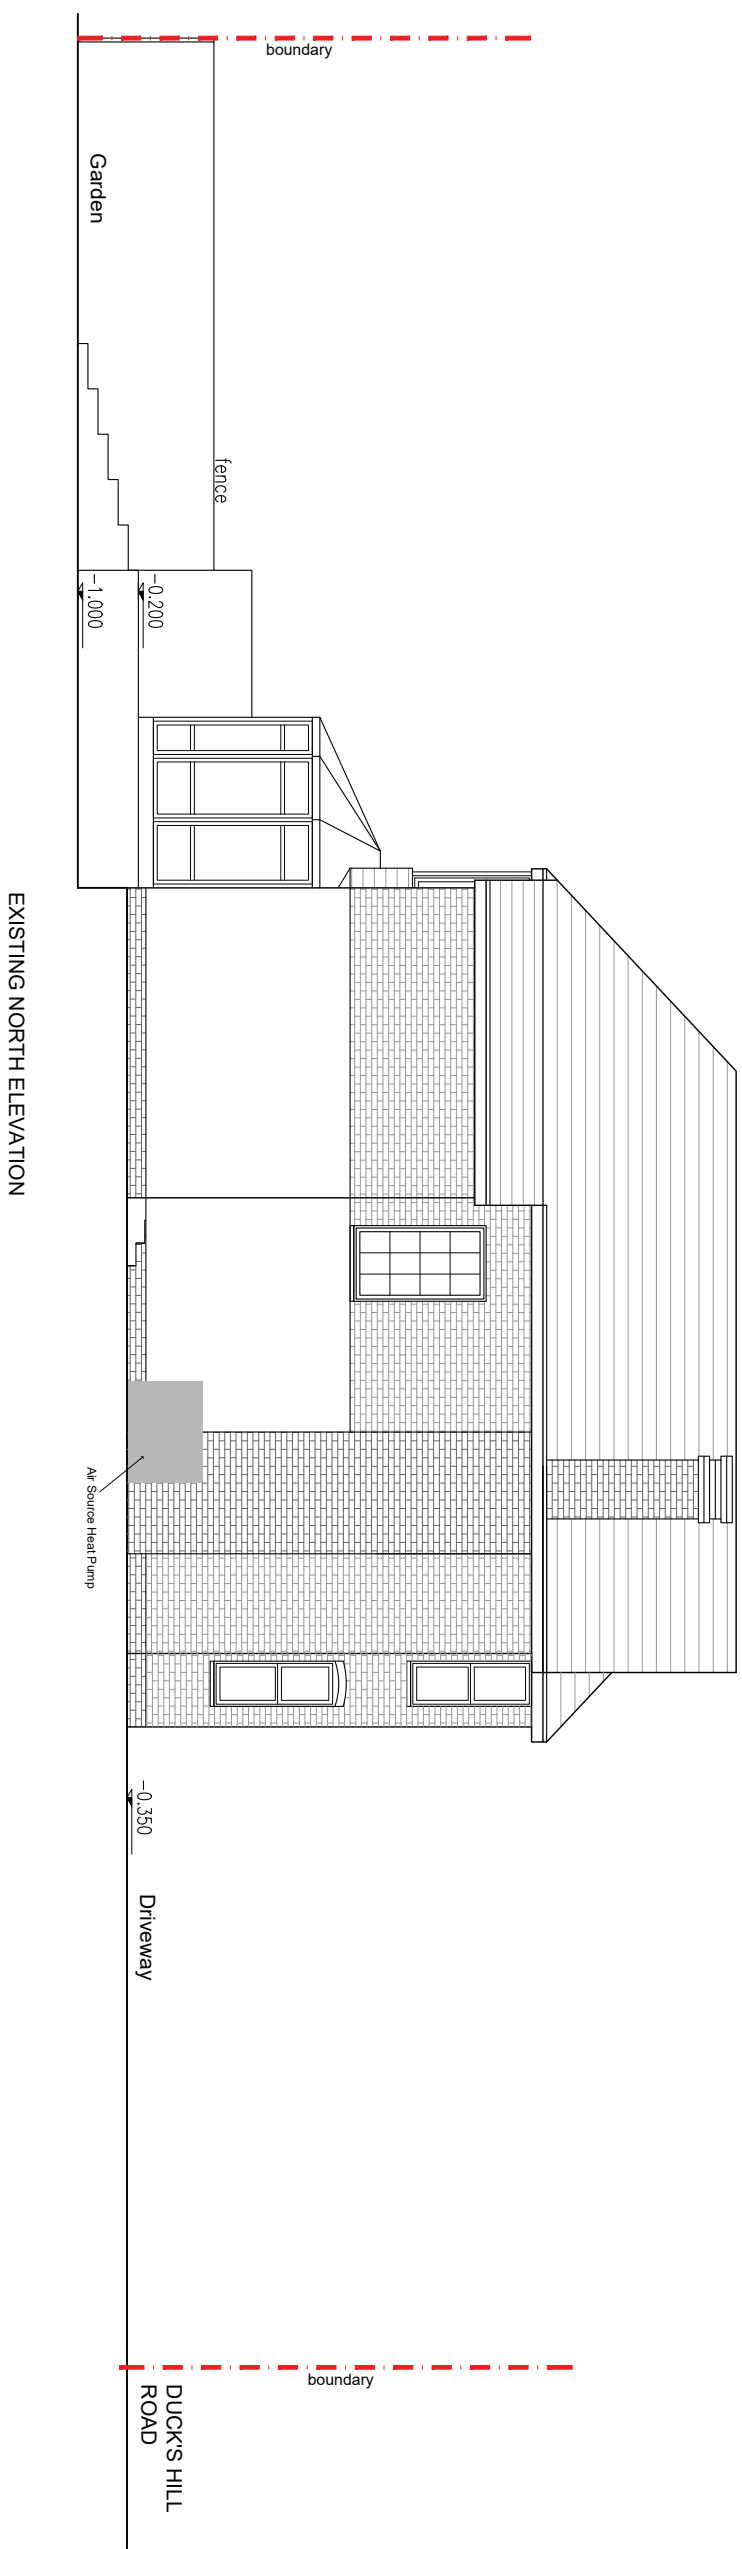 boundary
Garden
fence
-0.200
-1.000
Air Source Heat Pump
-0.350
Driveway
boundary
DUCK'S HILL
ROAD
EXISTING NORTH ELEVATION